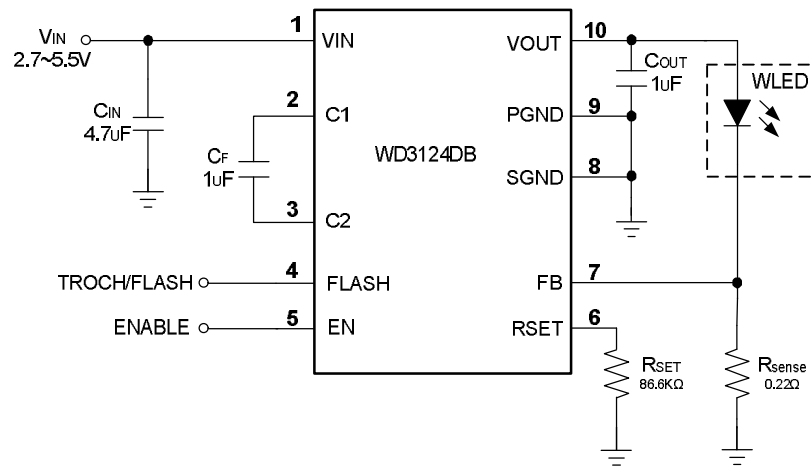 VIN
2.7~5.5V
CIN
4.7uF
CF
1uF
TROCH/FLASH
ENABLE
1
2
3
4
5
VIN
C1
C2
FLASH
EN
WD3124DB
VOUT
PGND
SGND
FB
RSET
10
9
8
7
6
COUT
1uF
WLED
RSET
86.6KΩ
Rsense
0.22Ω